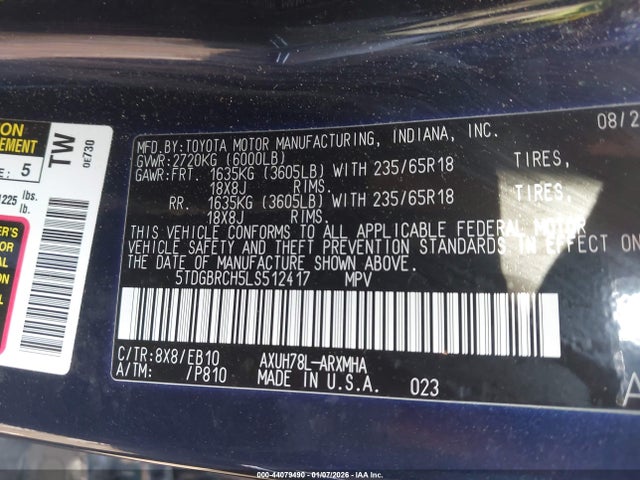 ON
EMENT
E: 5
1225 lbs.
lb.
TW
0E730
MFD.BY:TOYOTA MOTOR MANUFACTURING, INDIANA, INC. 08/2
GVWR:2720KG (6000LB)
GAWR:FRT. 1635KG (3605LB) WITH 235/65R18 TIRES,
18X8J RIMS.
RR. 1635KG (3605LB) WITH 235/65R18 TIRES,
18X8J RIMS.
THIS VEHICLE CONFORMS TO ALL APPLICABLE FEDERAL MOTOR
VEHICLE SAFETY AND THEFT PREVENTION STANDARDS IN EFFECT ON
THE DATE OF MANUFACTURE SHOWN ABOVE.
5TDGBRCH5LS512417 MPV
C/TR:8X8/EB10 AXUH78L-ARXMHA
A/TM: /P810 MADE IN U.S.A. 023
A
000-44079490 - 01/07/2026 - IAA Corp.